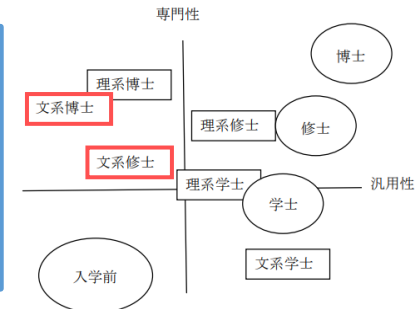 専門性
博士
理系博士
文系博士
理系修士
修士
文系修士
理系学士
汎用性
学士
文系学士
入学前